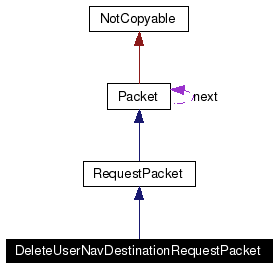 NotCopyable
Packet
next
RequestPacket
DeleteUserNavDestinationRequestPacket